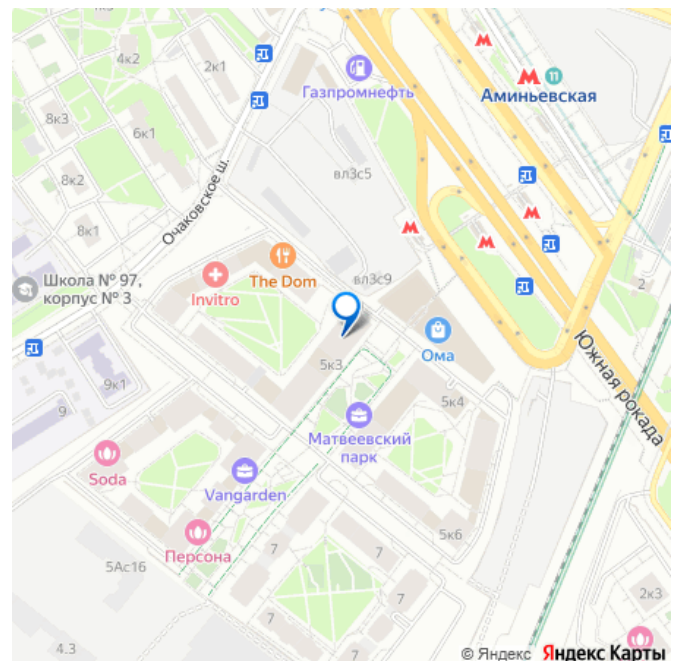 4к2
2к1
Газпромнефть
11
Аминьевская
8к3
6к1
8к2
вл3с5
Очаковское ш.
8к1
The Dom
вл3с9
2
Школа № 97,
корпус № 3
Invitro
Ома
Южная рокада
5к3
9к1
9
5к4
Матвеевский
парк
Soda
Vangarden
Персона
5к6
7
7
7
7
5Ас16
2к3
4.3
© Яндекс Яндекс Карты